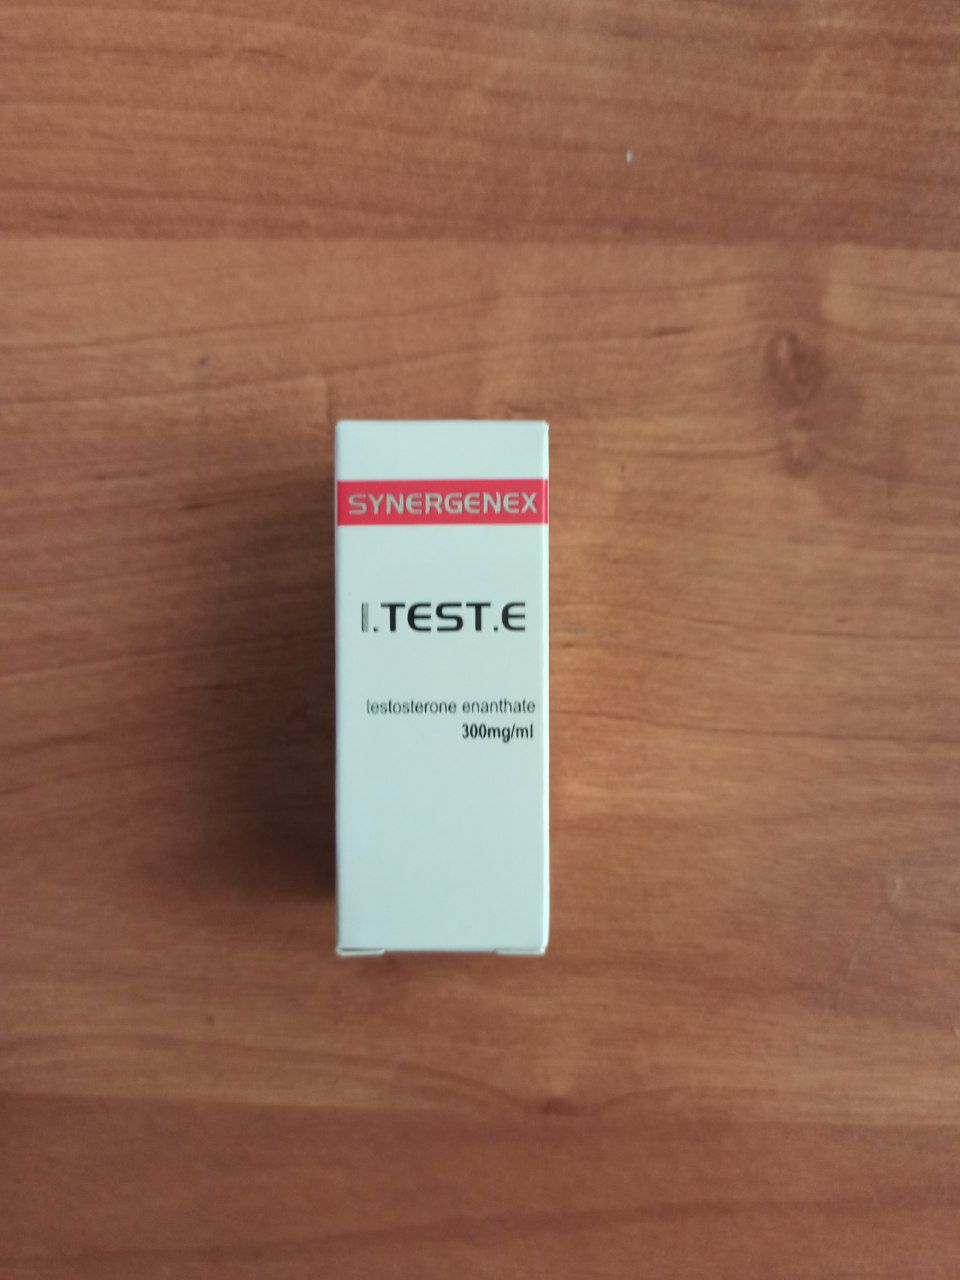 SYNERGENEX
I.TEST.E
testosterone enanthate
300mg/ml